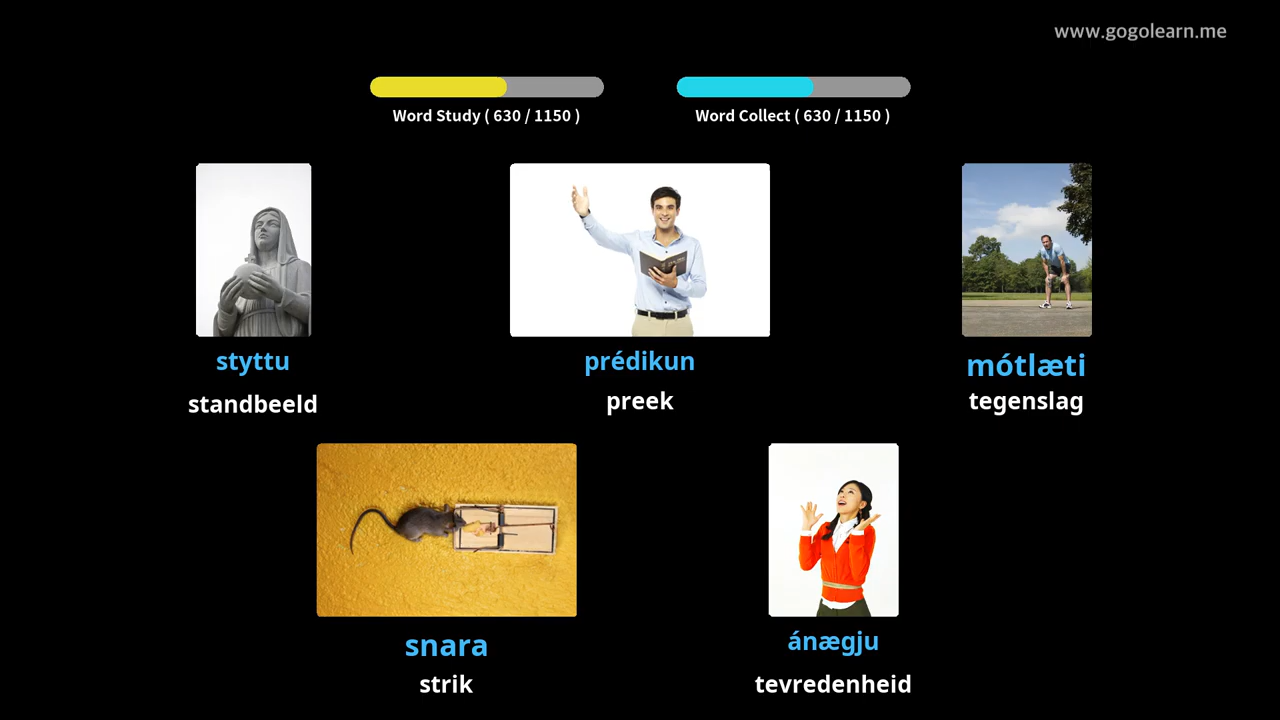 www.gogolearn.me
Word Study ( 630 / 1150 )
Word Collect ( 630 / 1150 )
styttu
prédikun
mótlæti
standbeeld
preek
tegenslag
snara
ánægju
strik
tevredenheid